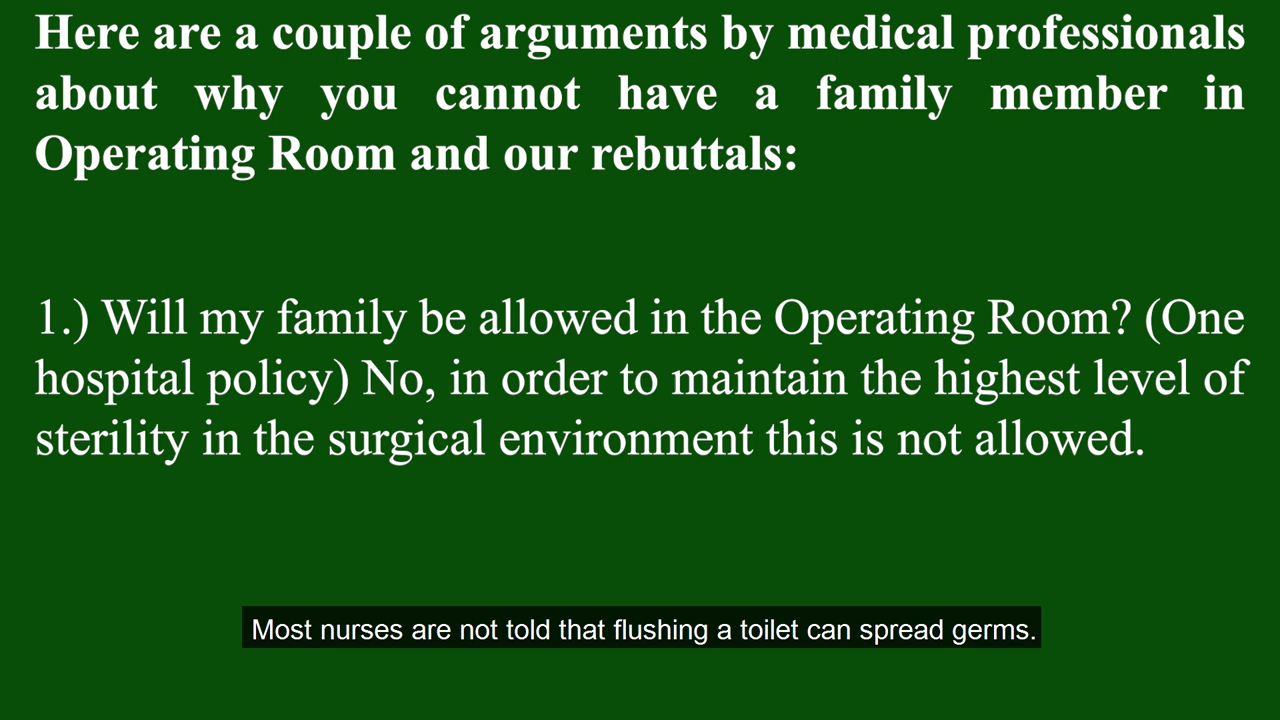 Here are a couple of arguments by medical professionals
about why you cannot have a family member in
Operating Room and our rebuttals:
1.) Will my family be allowed in the Operating Room? (One
hospital policy) No, in order to maintain the highest level of
sterility in the surgical environment this is not allowed.
Most nurses are not told that flushing a toilet can spread germs.